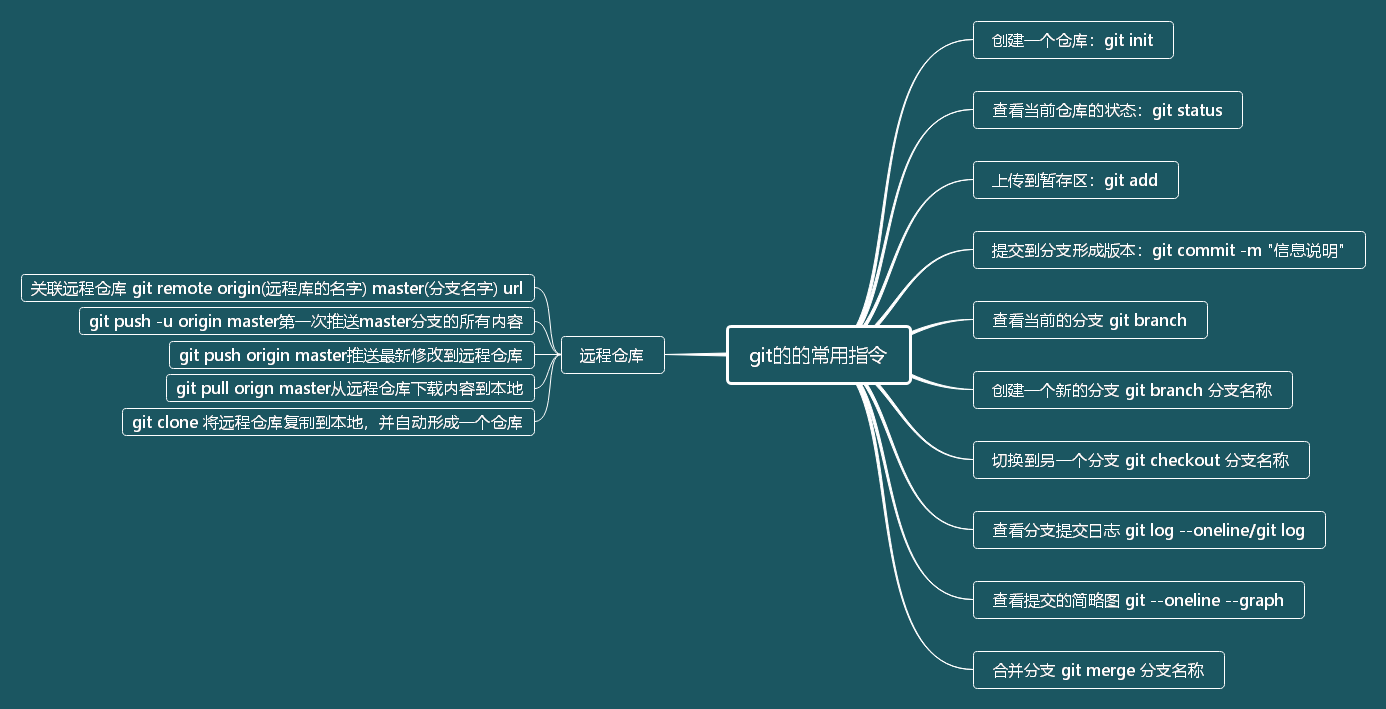 git的的常用指令
创建一个仓库：git init
查看当前仓库的状态：git status
上传到暂存区：git add
提交到分支形成版本：git commit -m "信息说明"
查看当前的分支 git branch
创建一个新的分支 git branch 分支名称
切换到另一个分支 git checkout 分支名称
查看分支提交日志 git log --oneline/git log
查看提交的简略图 git --oneline --graph
合并分支 git merge 分支名称
远程仓库
关联远程仓库 git remote origin(远程库的名字) master(分支名字) url
git push -u origin master第一次推送master分支的所有内容
git push origin master推送最新修改到远程仓库
git pull orign master从远程仓库下载内容到本地
git clone 将远程仓库复制到本地，并自动形成一个仓库